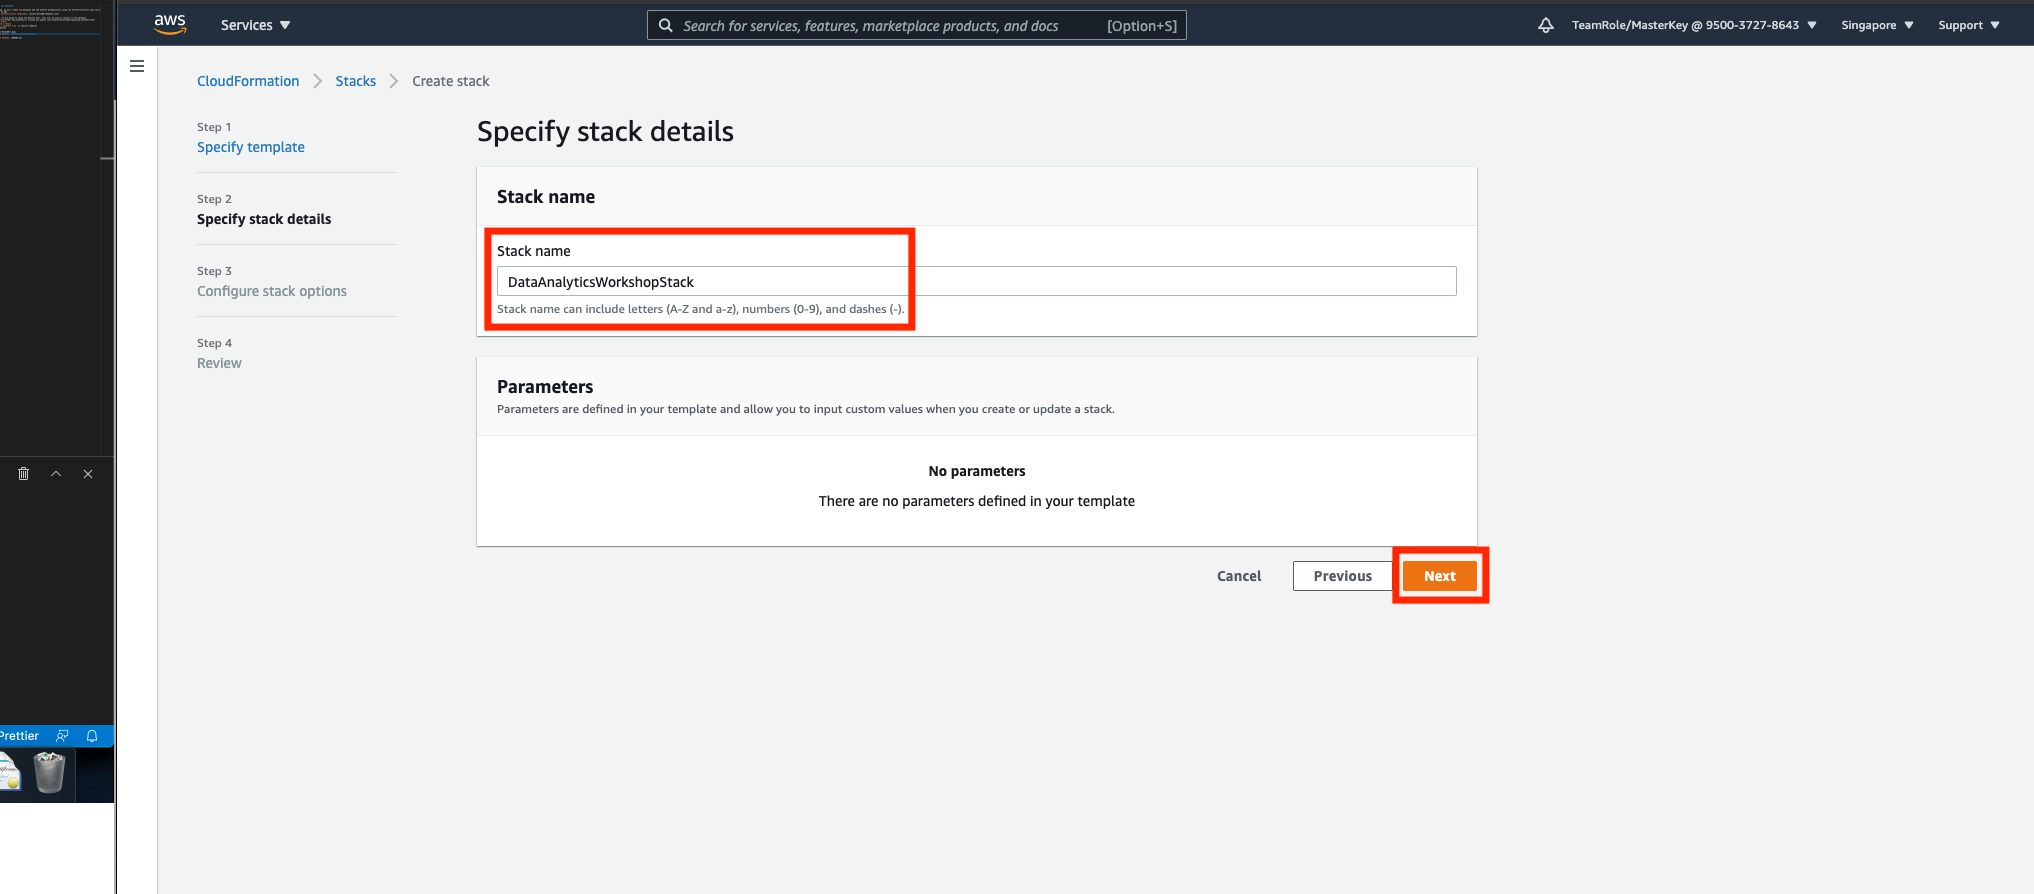 aws
Services
Search for services, features, marketplace products, and docs
[Option+S]
TeamRole/MasterKey @ 9500-3727-8643
Singapore
Support
CloudFormation
Stacks
Create stack
Step 1
Specify template
Step 2
Specify stack details
Step 3
Configure stack options
Step 4
Review
Specify stack details
Stack name
Stack name
DataAnalyticsWorkshopStack
Stack name can include letters (A-Z and a-z), numbers (0-9), and dashes (-).
Parameters
Parameters are defined in your template and allow you to input custom values when you create or update a stack.
No parameters
There are no parameters defined in your template
Cancel
Previous
Next
Prettier